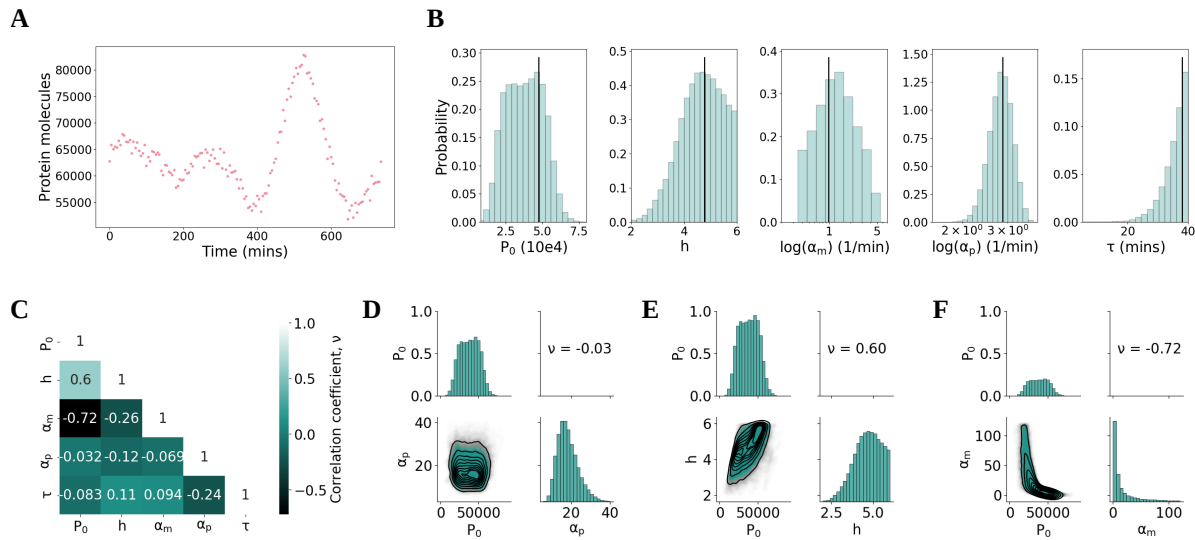 A
Protein molecules
80000
75000
70000
65000
60000
55000
0
200
400
600
Time (mins)
B
Probability
0.30
0.25
0.20
0.15
0.10
0.05
0.00
2.5
5.0
7.5
P₀ (10e4)
0.5
0.4
0.3
0.2
0.1
0.0
2
4
6
h
0.4
0.3
0.2
0.1
0.0
1
5
log(αₘ) (1/min)
1.50
1.25
1.00
0.75
0.50
0.25
0.00
2 × 10⁰
3 × 10⁰
log(αₚ) (1/min)
0.15
0.10
0.05
0.00
20
40
τ (mins)
C
P₀ 1
h 0.6 1
αₘ -0.72 -0.26 1
αₚ -0.032 -0.12 -0.069 1
τ -0.083 0.11 0.094 -0.24 1
P₀ h αₘ αₚ τ
1.0
0.5
0.0
−0.5
Correlation coefficient, ν
D
1.0
0.5
0.0
P₀
ν = -0.03
40
20
αₚ
0 50000
P₀
20 40
αₚ
E
1.0
0.5
0.0
P₀
ν = 0.60
6
4
2
h
0 50000
P₀
2.5 5.0
h
F
1.0
0.5
0.0
P₀
ν = -0.72
100
50
0
αₘ
0 50000
P₀
0 100
αₘ